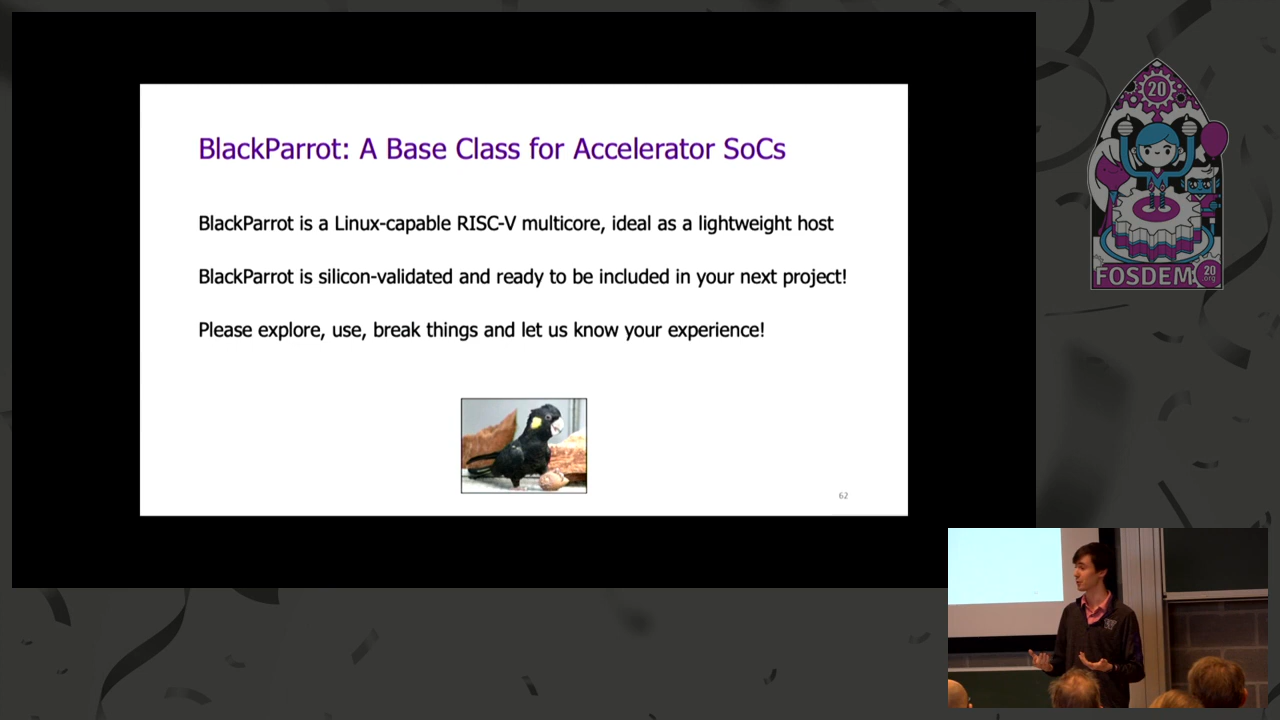 BlackParrot: A Base Class for Accelerator SoCs
BlackParrot is a Linux-capable RISC-V multicore, ideal as a lightweight host
BlackParrot is silicon-validated and ready to be included in your next project!
Please explore, use, break things and let us know your experience!
62
20
FOSDEM
20
.org
W